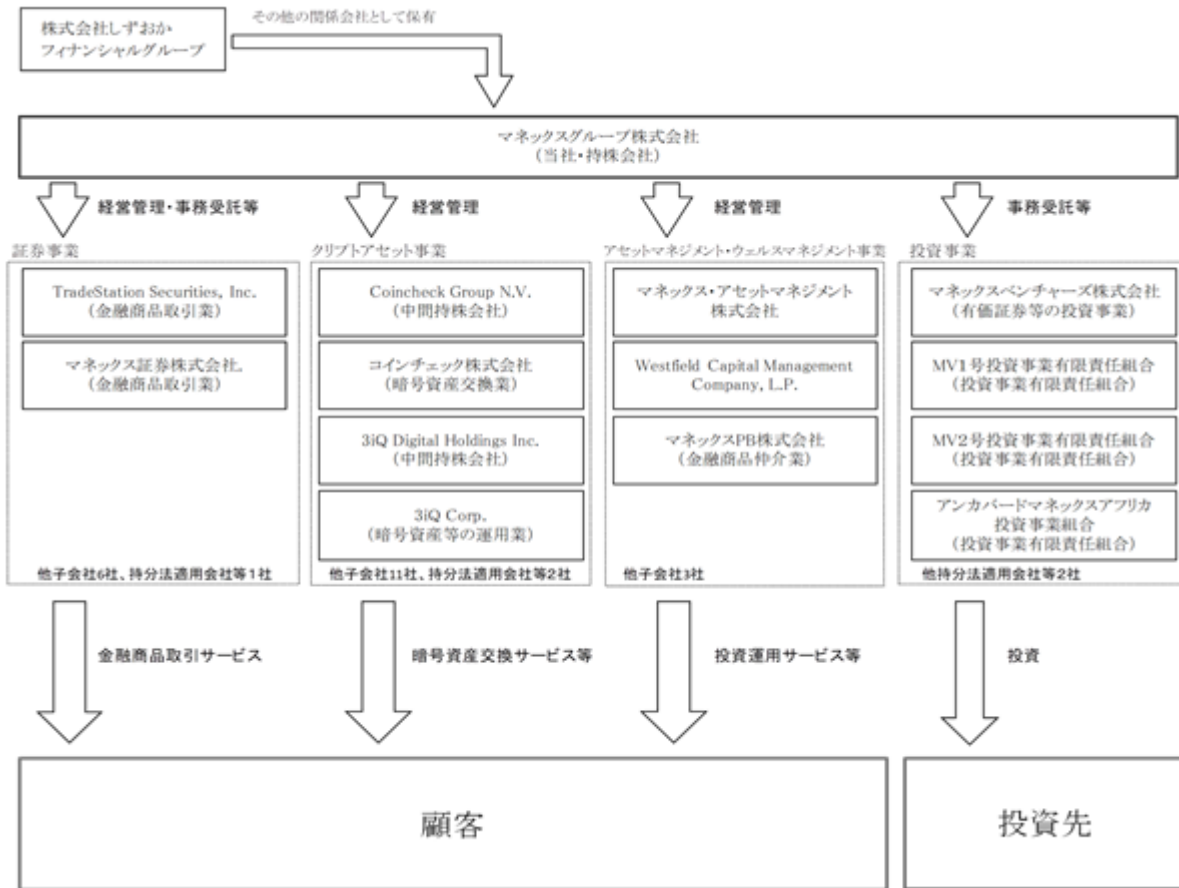 株式会社しずおか
フィナンシャルグループ
その他の関係会社として保有
マネックスグループ株式会社
(当社・持株会社)
経営管理・事務受託等
経営管理
経営管理
事務受託等
証券事業
TradeStation Securities, Inc.
(金融商品取引業)
マネックス証券株式会社.
(金融商品取引業)
他子会社6社、持分法適用会社等1社
クリプトアセット事業
Coincheck Group N.V.
(中間持株会社)
コインチェック株式会社
(暗号資産交換業)
3iQ Digital Holdings Inc.
(中間持株会社)
3iQ Corp.
(暗号資産等の運用業)
他子会社11社、持分法適用会社等2社
アセットマネジメント・ウェルスマネジメント事業
マネックス・アセットマネジメント
株式会社
Westfield Capital Management
Company, L.P.
マネックスPB株式会社
(金融商品仲介業)
他子会社3社
投資事業
マネックスベンチャーズ株式会社
(有価証券等の投資事業)
MV1号投資事業有限責任組合
(投資事業有限責任組合)
MV2号投資事業有限責任組合
(投資事業有限責任組合)
アンカバードマネックスアフリカ
投資事業組合
(投資事業有限責任組合)
他持分法適用会社等2社
金融商品取引サービス
暗号資産交換サービス等
投資運用サービス等
投資
顧客
投資先